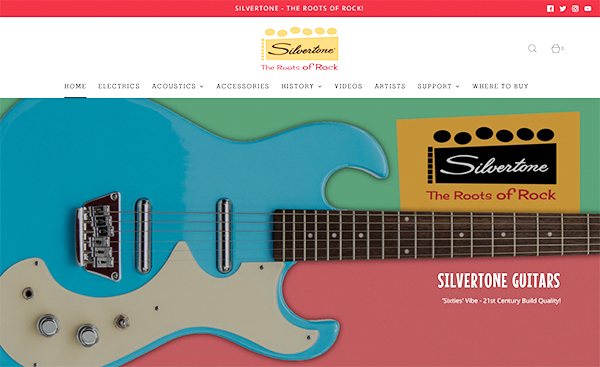 SILVERTONE - THE ROOTS OF ROCK!
Silvertone
The Roots of Rock
0
HOME ELECTRICS ACOUSTICS ACCESSORIES HISTORY VIDEOS ARTISTS SUPPORT WHERE TO BUY
Silvertone
The Roots of Rock
SILVERTONE GUITARS
'Sixties' Vibe - 21st Century Build Quality!